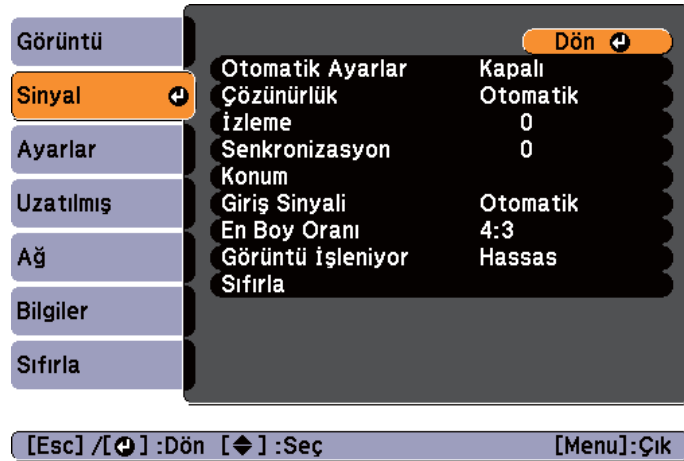 Görüntü
Sinyal
Ayarlar
Uzatılmış
Ağ
Bilgiler
Sıfırla
Dön
Otomatik Ayarlar Kapalı
Çözünürlük Otomatik
İzleme 0
Senkronizasyon 0
Konum
Giriş Sinyali Otomatik
En Boy Oranı 4:3
Görüntü İşleniyor Hassas
Sıfırla
[Esc] /[ ] :Dön [ ] :Seç [Menu]:Çık